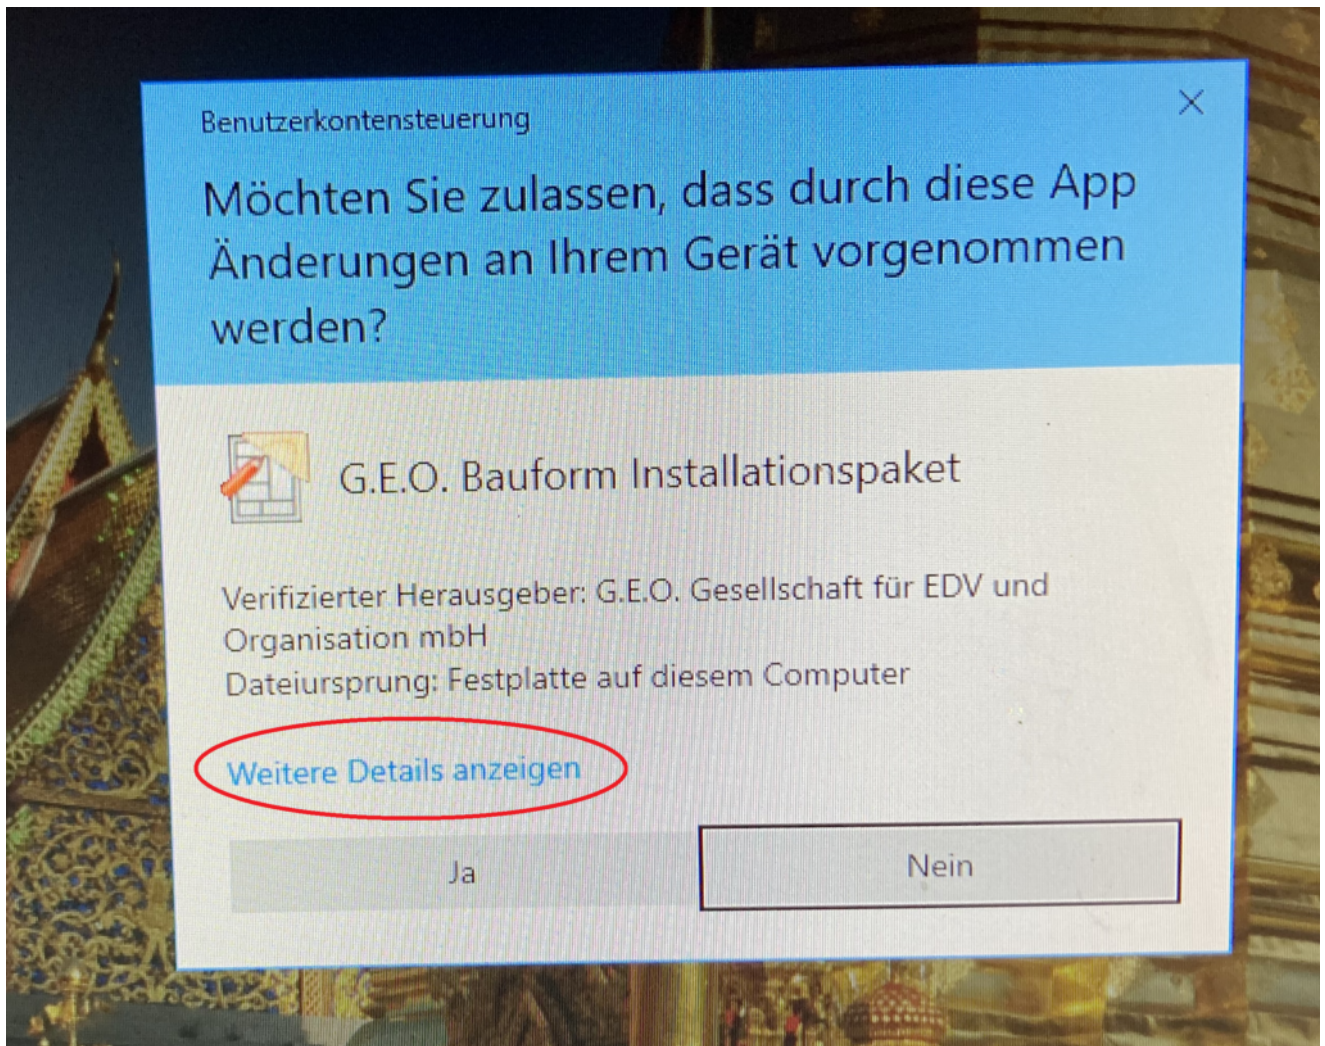 Benutzerkontensteuerung
Möchten Sie zulassen, dass durch diese App
Änderungen an Ihrem Gerät vorgenommen
werden?
G.E.O. Bauform Installationspaket
Verifizierter Herausgeber: G.E.O. Gesellschaft für EDV und
Organisation mbH
Dateiursprung: Festplatte auf diesem Computer
Weitere Details anzeigen
Ja
Nein